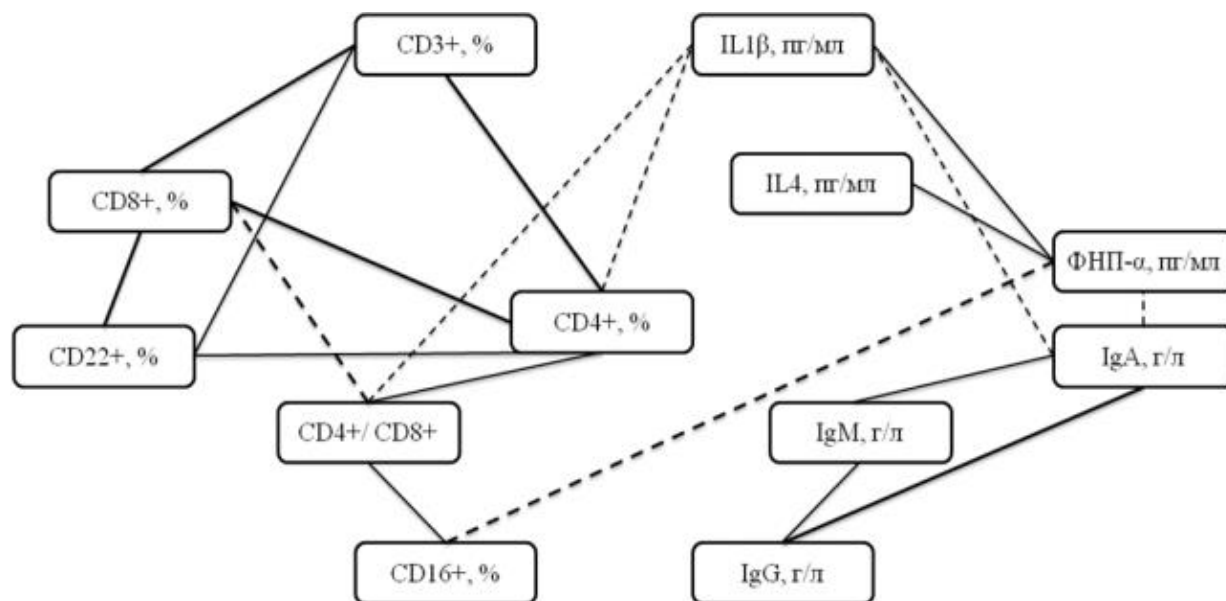 CD3+, %
IL1β, пг/мл
CD8+, %
IL4, пг/мл
ФНП-α, пг/мл
CD4+, %
CD22+, %
IgA, г/л
CD4+/ CD8+
IgM, г/л
CD16+, %
IgG, г/л